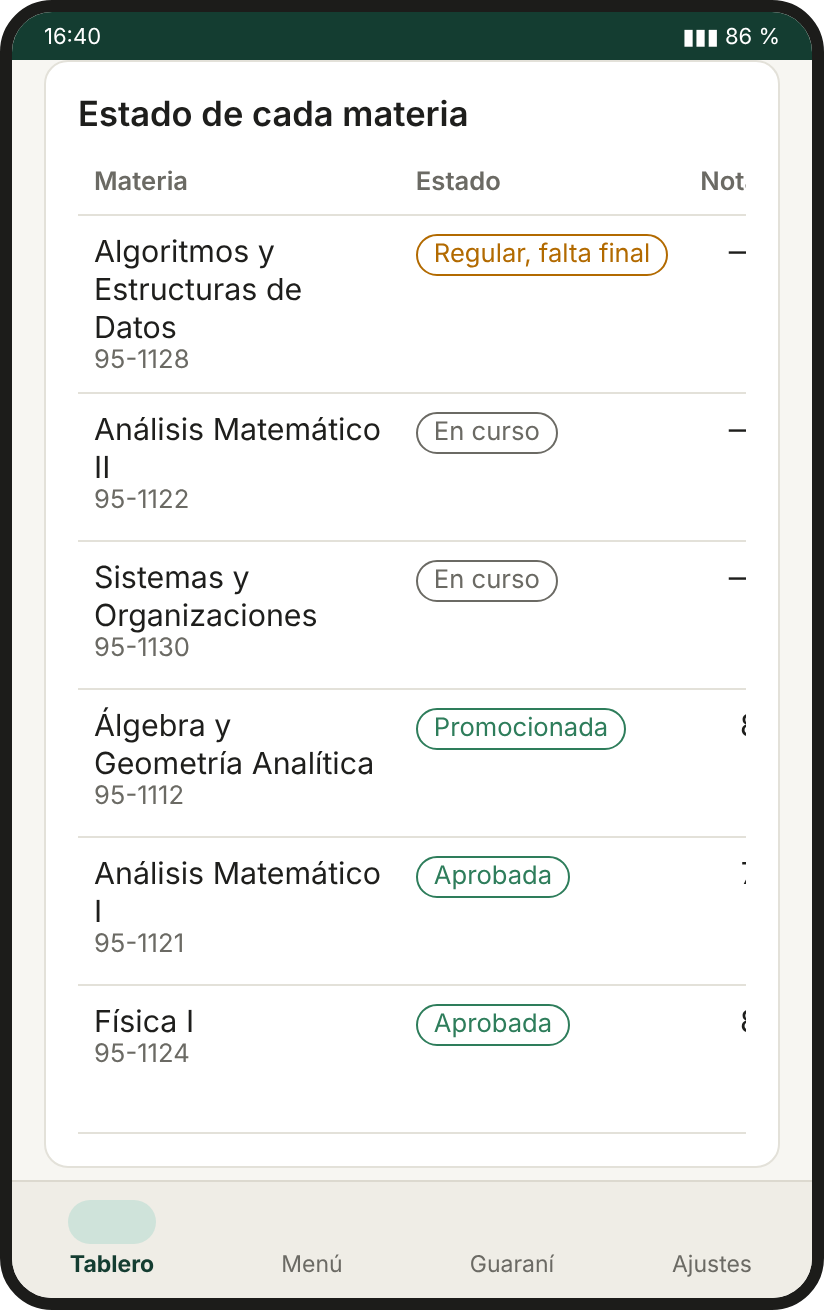 16:40 86 %
Estado de cada materia
Materia Estado
Algoritmos y Regular, falta final —
Estructuras de
Datos
95-1128
Análisis Matemático En curso —
II
95-1122
Sistemas y En curso —
Organizaciones
95-1130
Álgebra y Promocionada
Geometría Analítica
95-1112
Análisis Matemático Aprobada
I
95-1121
Física I Aprobada
95-1124
Tablero Menú Guaraní Ajustes